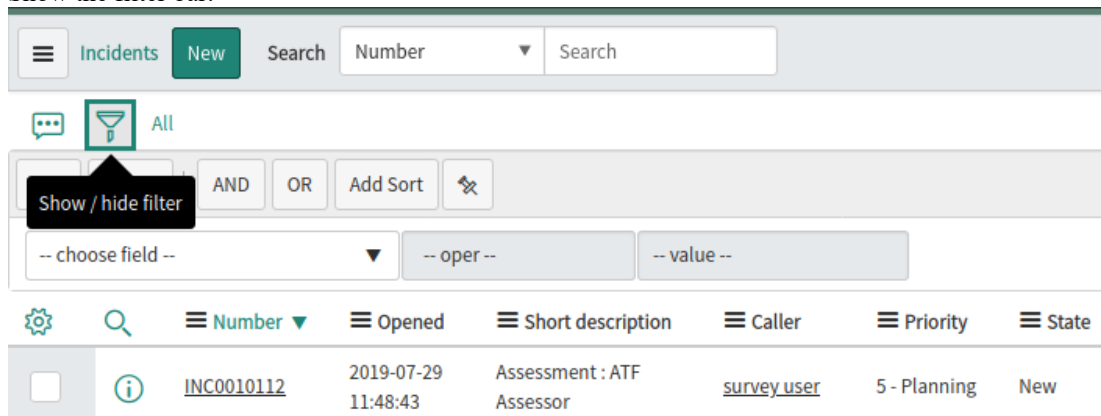 Incidents New Search Number Search
All
AND OR Add Sort
Show / hide filter
-- choose field -- -- oper -- -- value --
Number Opened Short description Caller Priority State
INC0010112 2019-07-29 11:48:43 Assessment : ATF Assessor survey user 5 - Planning New